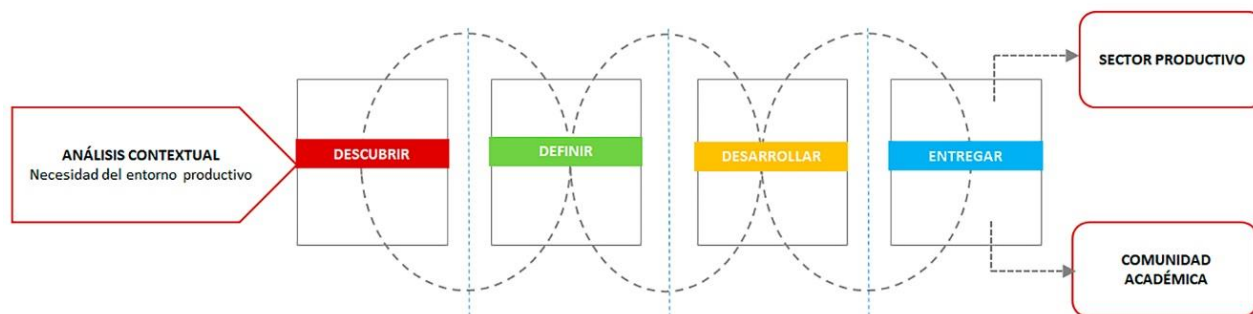 ANÁLISIS CONTEXTUAL
Necesidad del entorno productivo
DESCUBRIR
DEFINIR
DESARROLLAR
ENTREGAR
SECTOR PRODUCTIVO
COMUNIDAD
ACADÉMICA